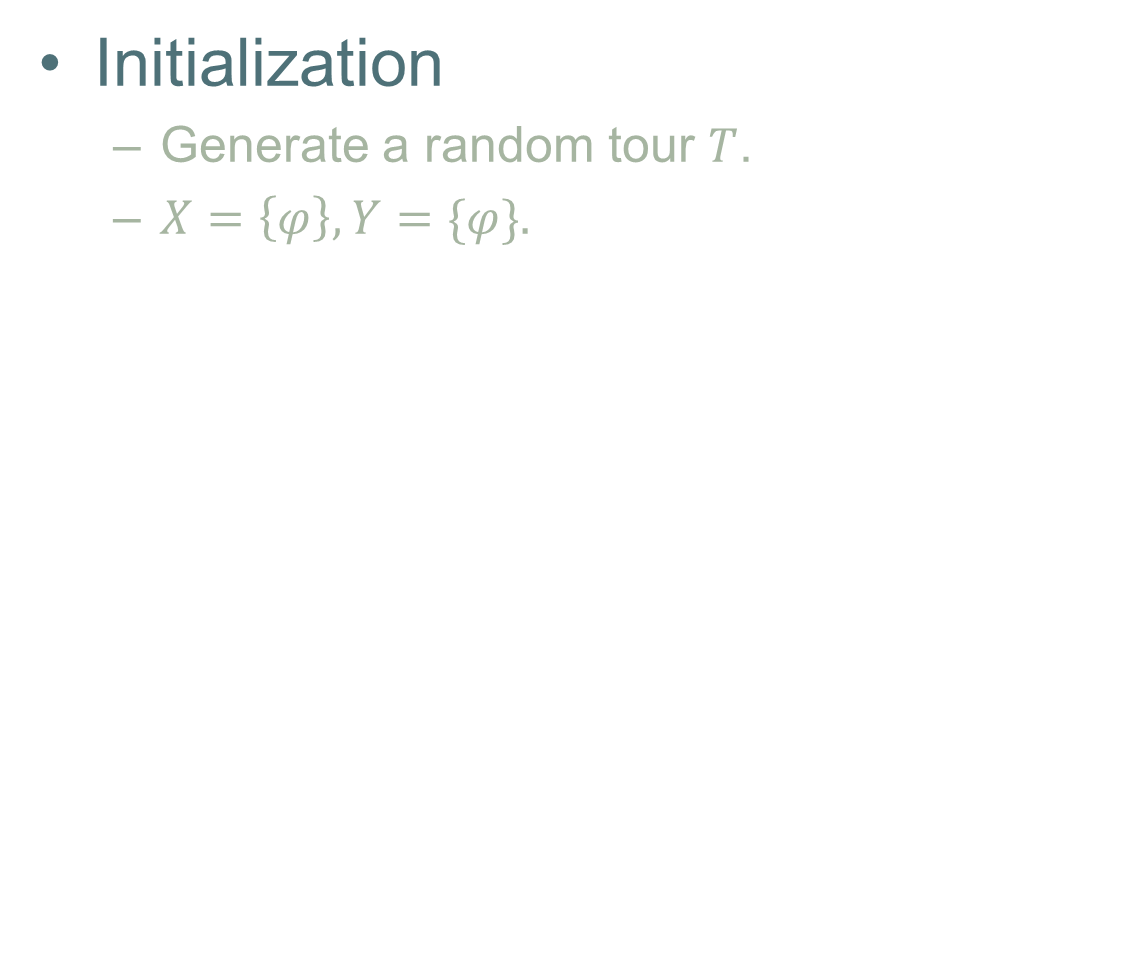 • Initialization
– Generate a random tour 𝑇.
– 𝑋 = {𝜑}, 𝑌 = {𝜑}.